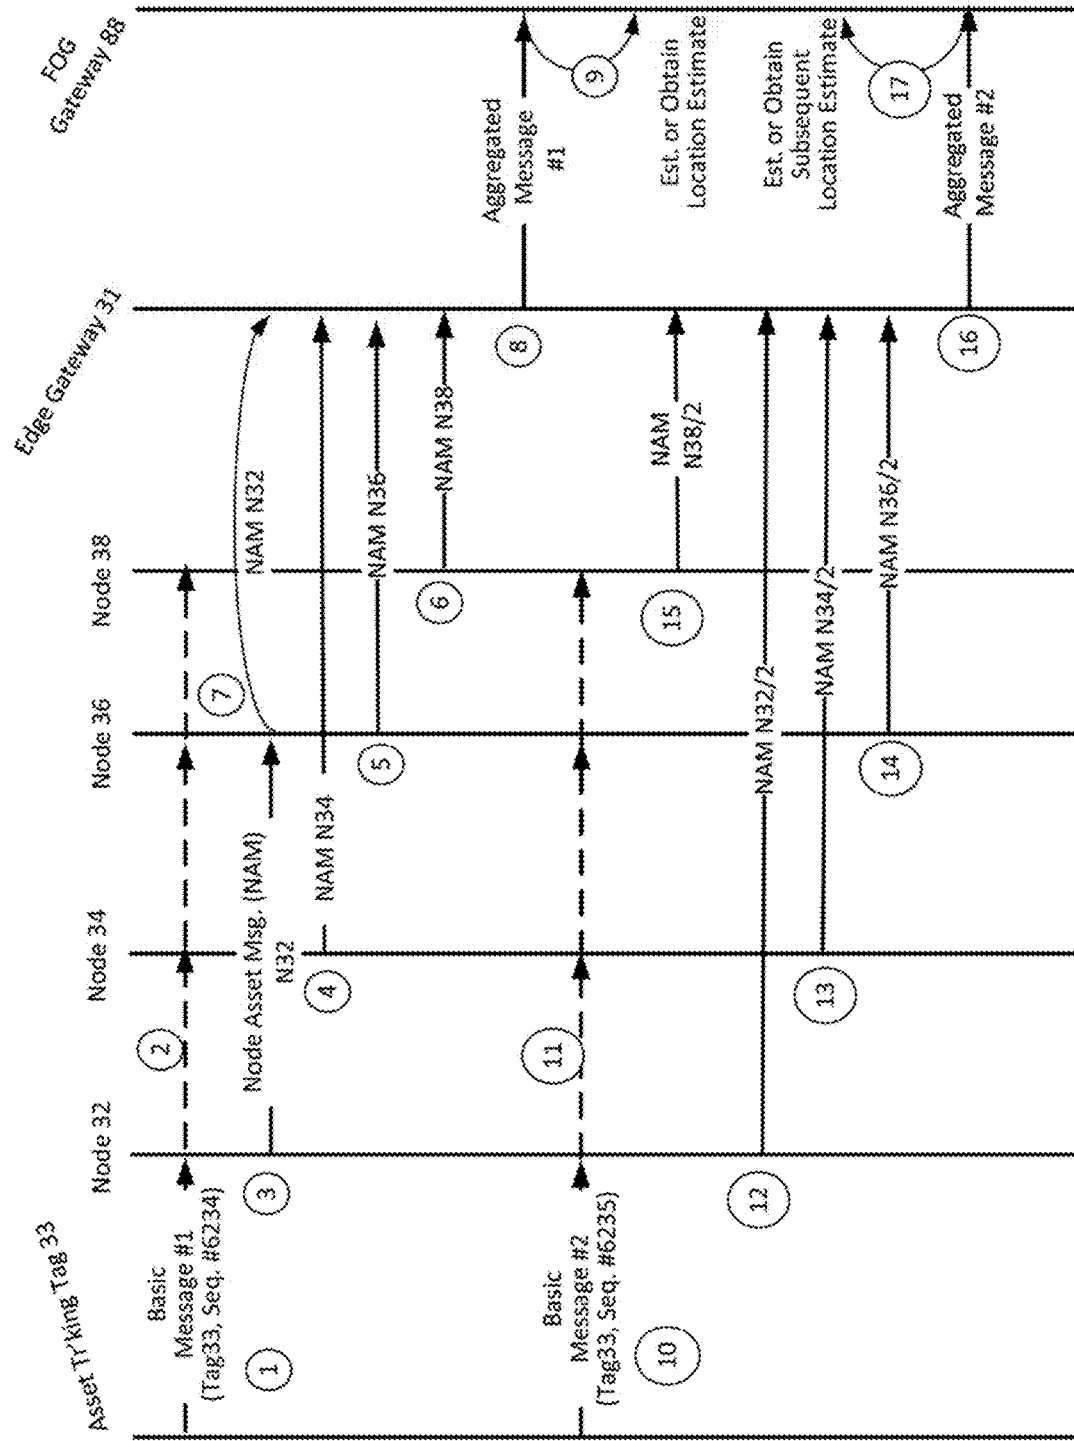 Asset Tr'king Tag 33
Node 32
Node 34
Node 36
Node 38
Edge Gateway 31
FOG
Gateway 88
Basic
Message #1
(Tag33, Seq. #6234)
1
2
3
Node Asset Msg. (NAM)
N32
7
NAM N32
4
NAM N34
5
NAM N36
6
NAM N38
8
Aggregated
Message
#1
9
Est. or Obtain
Location Estimate
Basic
Message #2
(Tag33, Seq. #6235)
10
11
15
NAM
N38/2
12
NAM N32/2
13
NAM N34/2
14
NAM N36/2
Est. or Obtain
Subsequent
Location Estimate
17
16
Aggregated
Message #2